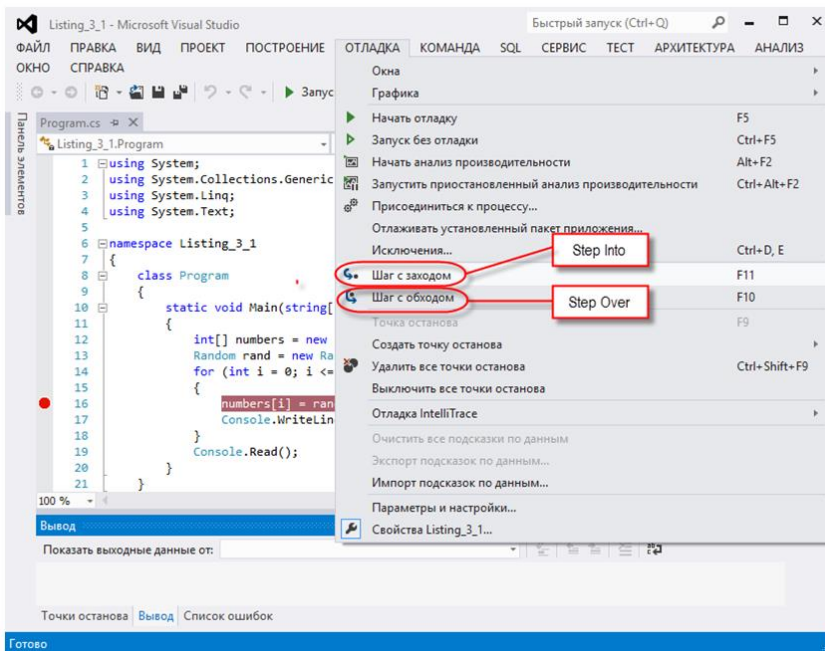 Listing_3_1 - Microsoft Visual Studio
Быстрый запуск (Ctrl+Q)
ФАЙЛ ПРАВКА ВИД ПРОЕКТ ПОСТРОЕНИЕ ОТЛАДКА КОМАНДА SQL СЕРВИС ТЕСТ АРХИТЕКТУРА АНАЛИЗ
ОКНО СПРАВКА
Запус
Панель элементов
Program.cs
Listing_3_1.Program
1 using System;
2 using System.Collections.Generic
3 using System.Linq;
4 using System.Text;
5
6 namespace Listing_3_1
7 {
8 class Program
9 {
10 static void Main(string[
11 {
12 int[] numbers = new
13 Random rand = new Ra
14 for (int i = 0; i <=
15 {
16 numbers[i] = ran
17 Console.WriteLin
18 }
19 Console.Read();
20 }
21 }
100 %
Окна
Графика
Начать отладку F5
Запуск без отладки Ctrl+F5
Начать анализ производительности Alt+F2
Запустить приостановленный анализ производительности Ctrl+Alt+F2
Присоединиться к процессу...
Отлаживать установленный пакет приложения...
Исключения... Ctrl+D, E
Step Into
Шаг с заходом F11
Шаг с обходом F10
Step Over
Точка останова F9
Создать точку останова
Удалить все точки останова Ctrl+Shift+F9
Выключить все точки останова
Отладка IntelliTrace
Очистить все подсказки по данным
Экспорт подсказок по данным...
Импорт подсказок по данным...
Параметры и настройки...
Свойства Listing_3_1...
Вывод
Показать выходные данные от:
Точки останова Вывод Список ошибок
Готово